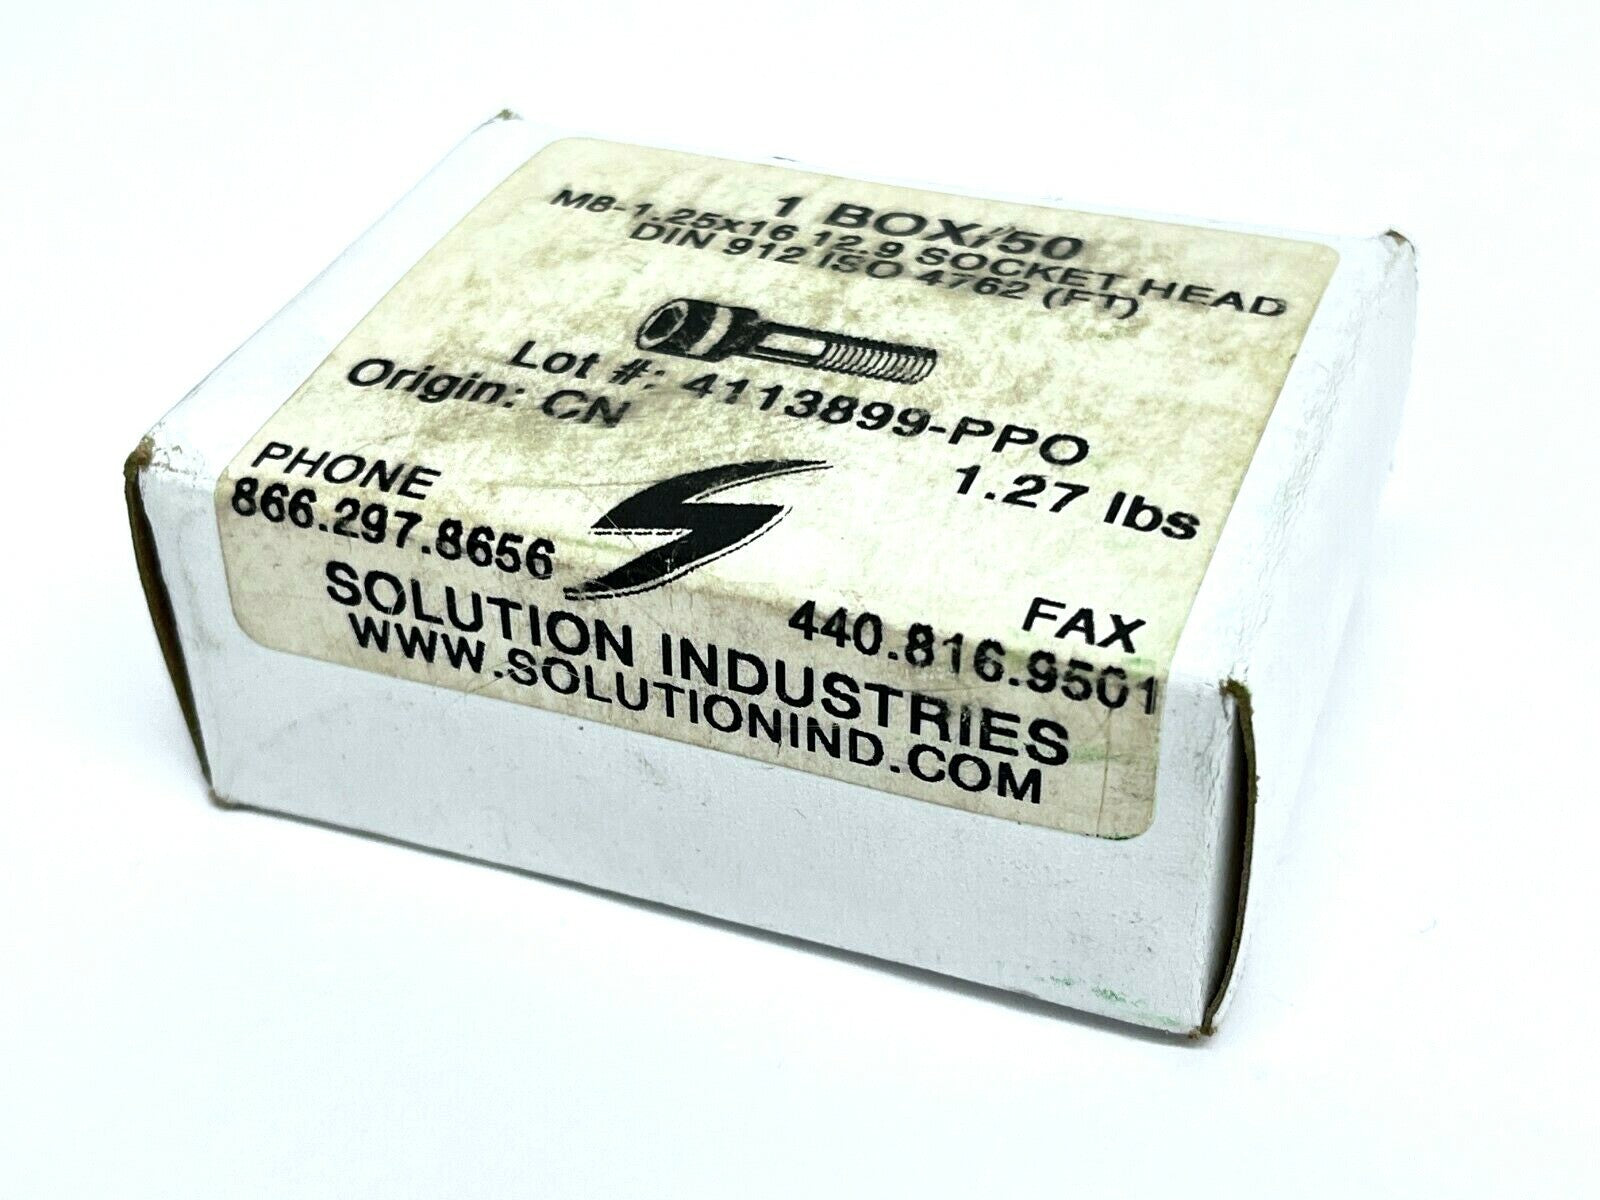 1 BOX/50
M8-1.25x16 12.9 SOCKET HEAD
DIN 912 ISO 4762 (FT)
Lot #: 4113899-PPO
Origin: CN
1.27 lbs
PHONE
866.297.8656
FAX
440.816.9501
SOLUTION INDUSTRIES
WWW.SOLUTIONIND.COM